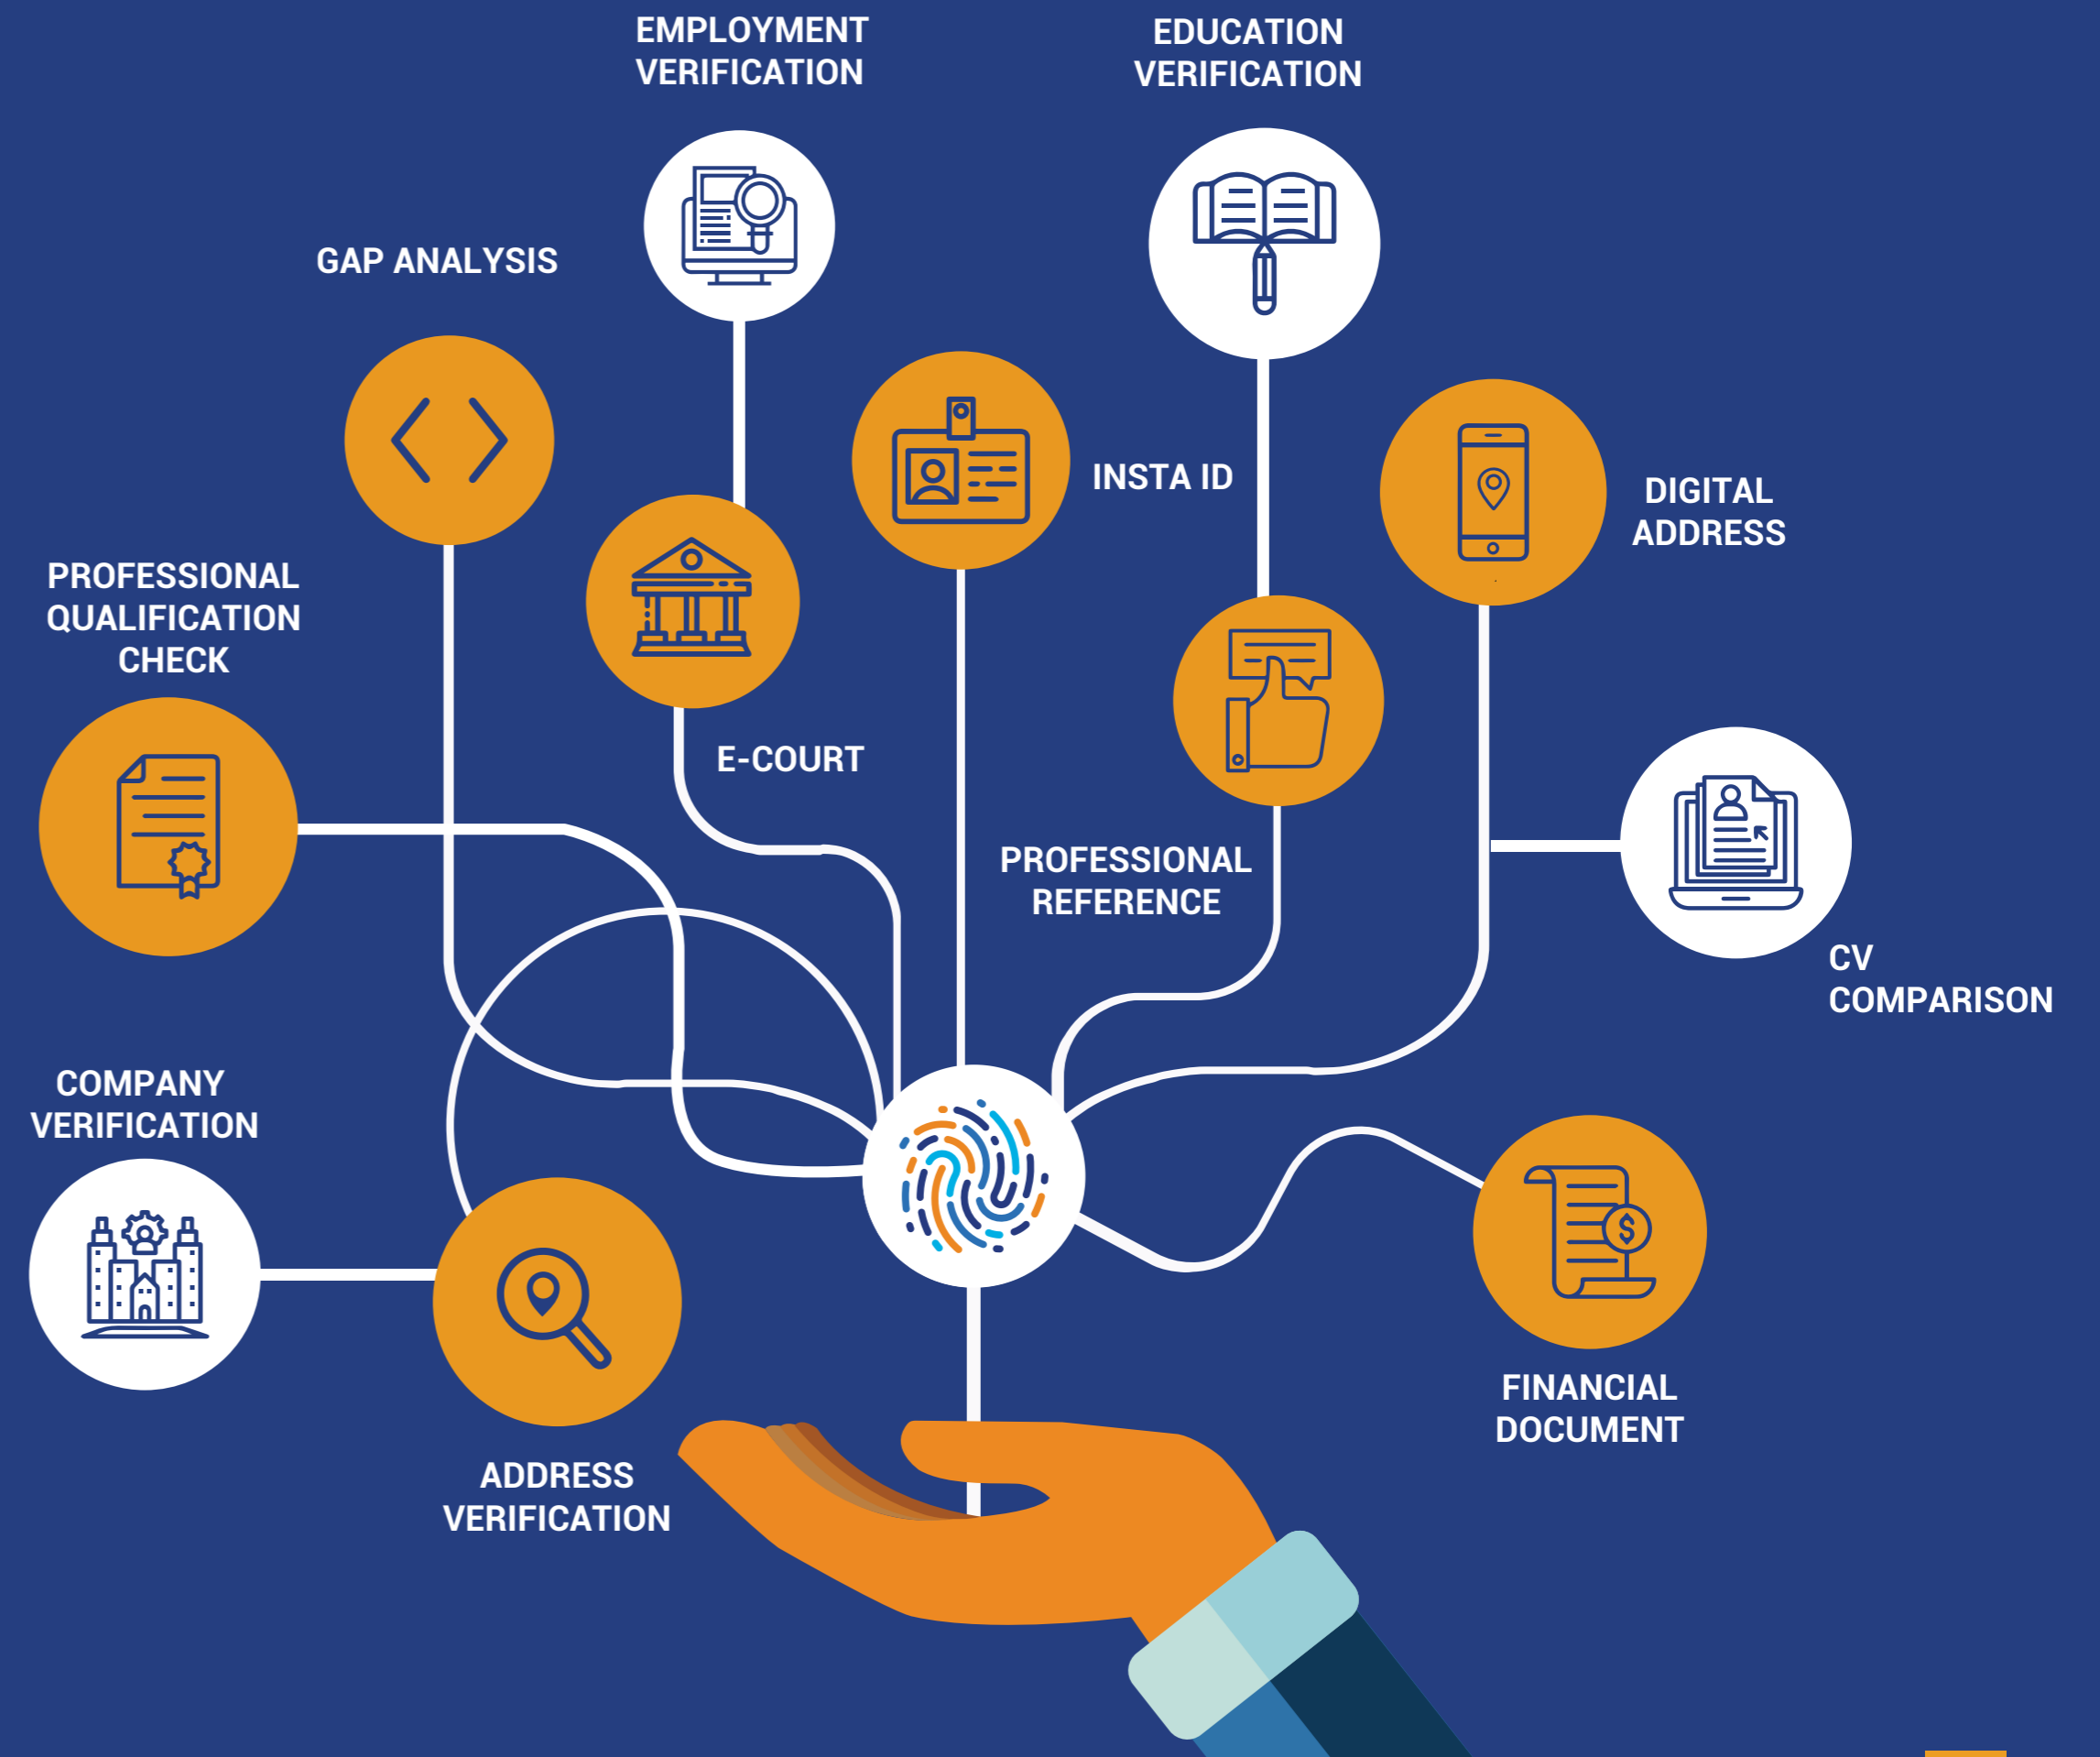 EMPLOYMENT
VERIFICATION
EDUCATION
VERIFICATION
GAP ANALYSIS
INSTA ID
DIGITAL
ADDRESS
PROFESSIONAL
QUALIFICATION
CHECK
E-COURT
PROFESSIONAL
REFERENCE
CV
COMPARISON
COMPANY
VERIFICATION
$
FINANCIAL
DOCUMENT
ADDRESS
VERIFICATION